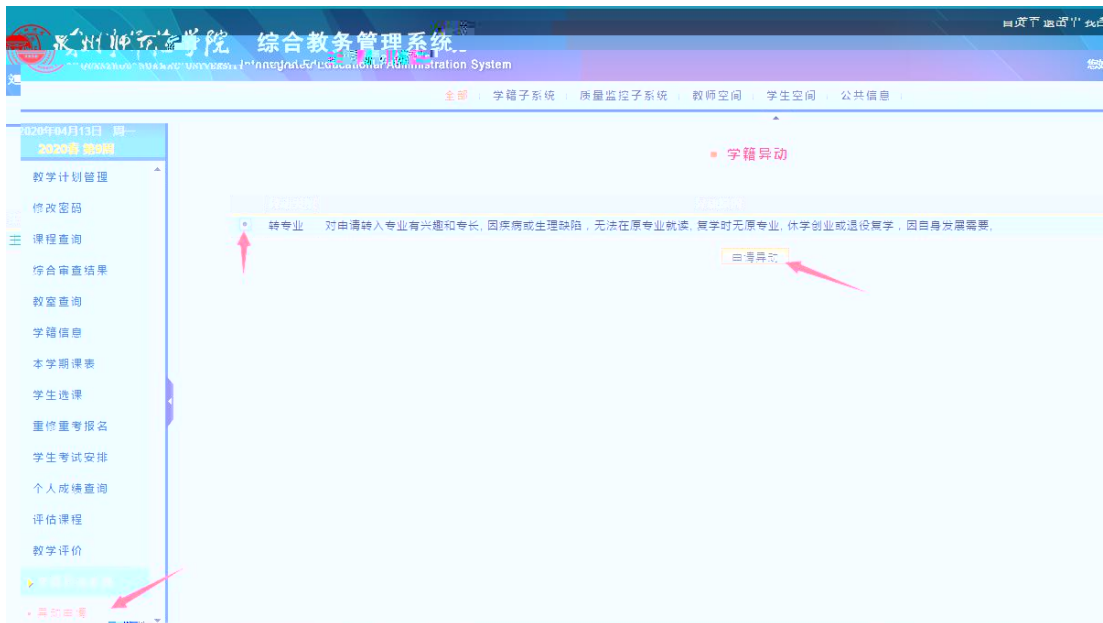 泉州师范学院 综合教务管理系统
全部 学籍子系统 质量监控子系统 教师空间 学生空间 公共信息
2020年04月13日 周一
2020春 第9周
学籍异动
教学计划管理
修改密码
转专业 对申请转入专业有兴趣和专长, 因疾病或生理缺陷，无法在原专业就读, 复学时无原专业, 休学创业或退役复学，因自身发展需要,
课程查询
申请异动
综合审查结果
教室查询
学籍信息
本学期课表
学生选课
重修重考报名
学生考试安排
个人成绩查询
评估课程
教学评价
异动申请